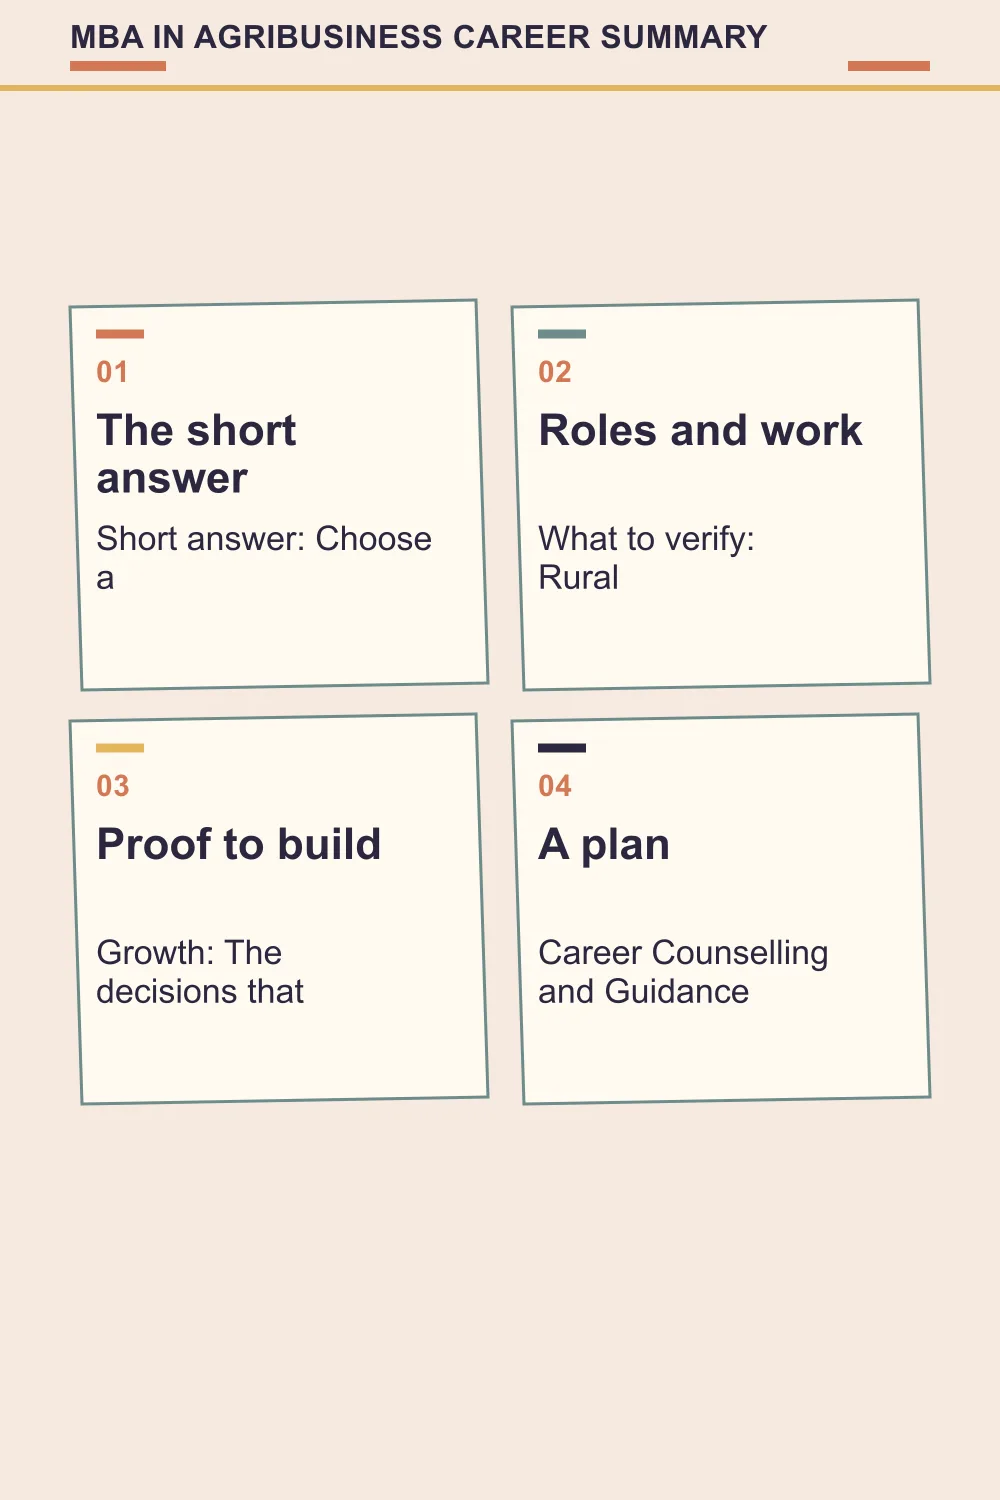 MBA IN AGRIBUSINESS CAREER SUMMARY
01
The short
answer
Short answer: Choose
a
02
Roles and work
What to verify:
Rural
03
Proof to build
Growth: The
decisions that
04
A plan
Career Counselling
and Guidance